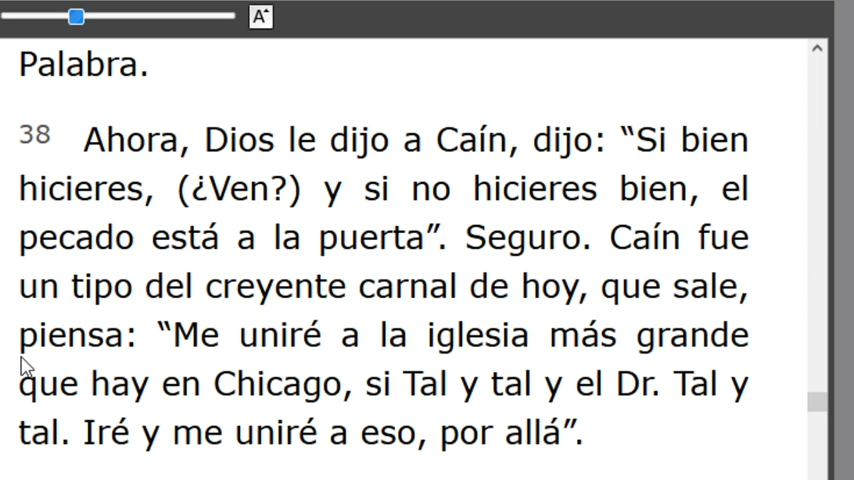 A
Palabra.
38 Ahora, Dios le dijo a Caín, dijo: “Si bien
hicieres, (¿Ven?) y si no hicieres bien, el
pecado está a la puerta”. Seguro. Caín fue
un tipo del creyente carnal de hoy, que sale,
piensa: “Me uniré a la iglesia más grande
que hay en Chicago, si Tal y tal y el Dr. Tal y
tal. Iré y me uniré a eso, por allá”.